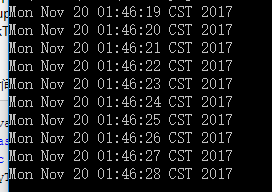 Mon Nov 20 01:46:19 CST 2017
Mon Nov 20 01:46:20 CST 2017
Mon Nov 20 01:46:21 CST 2017
Mon Nov 20 01:46:22 CST 2017
Mon Nov 20 01:46:23 CST 2017
Mon Nov 20 01:46:24 CST 2017
Mon Nov 20 01:46:25 CST 2017
Mon Nov 20 01:46:26 CST 2017
Mon Nov 20 01:46:27 CST 2017
Mon Nov 20 01:46:28 CST 2017